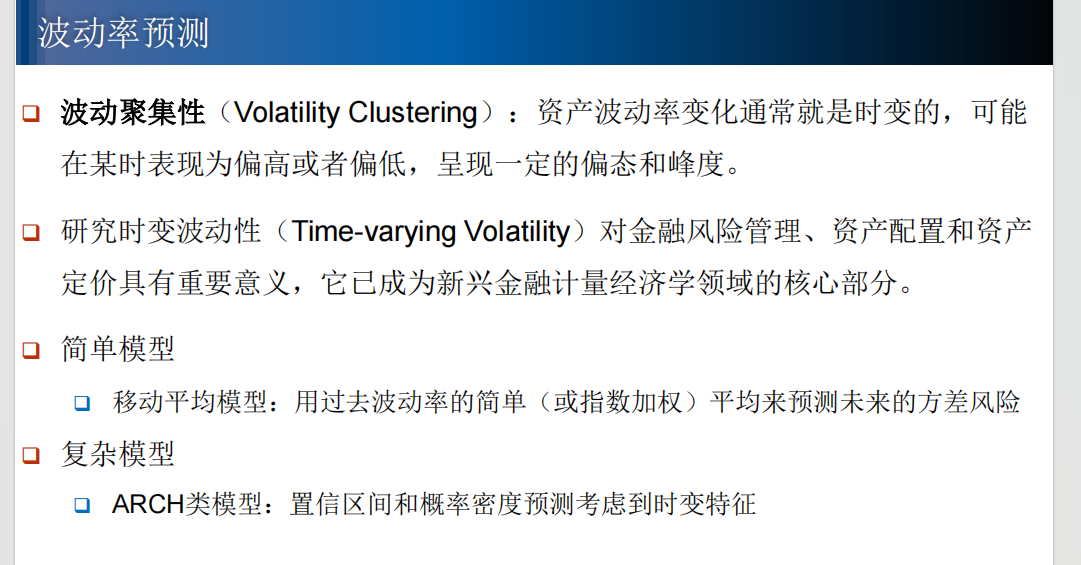 波动率预测
波动聚集性（Volatility Clustering）：资产波动率变化通常就是时变的，可能
在某时表现为偏高或者偏低，呈现一定的偏态和峰度。
研究时变波动性（Time-varying Volatility）对金融风险管理、资产配置和资产
定价具有重要意义，它已成为新兴金融计量经济学领域的核心部分。
简单模型
移动平均模型：用过去波动率的简单（或指数加权）平均来预测未来的方差风险
复杂模型
ARCH类模型：置信区间和概率密度预测考虑到时变特征